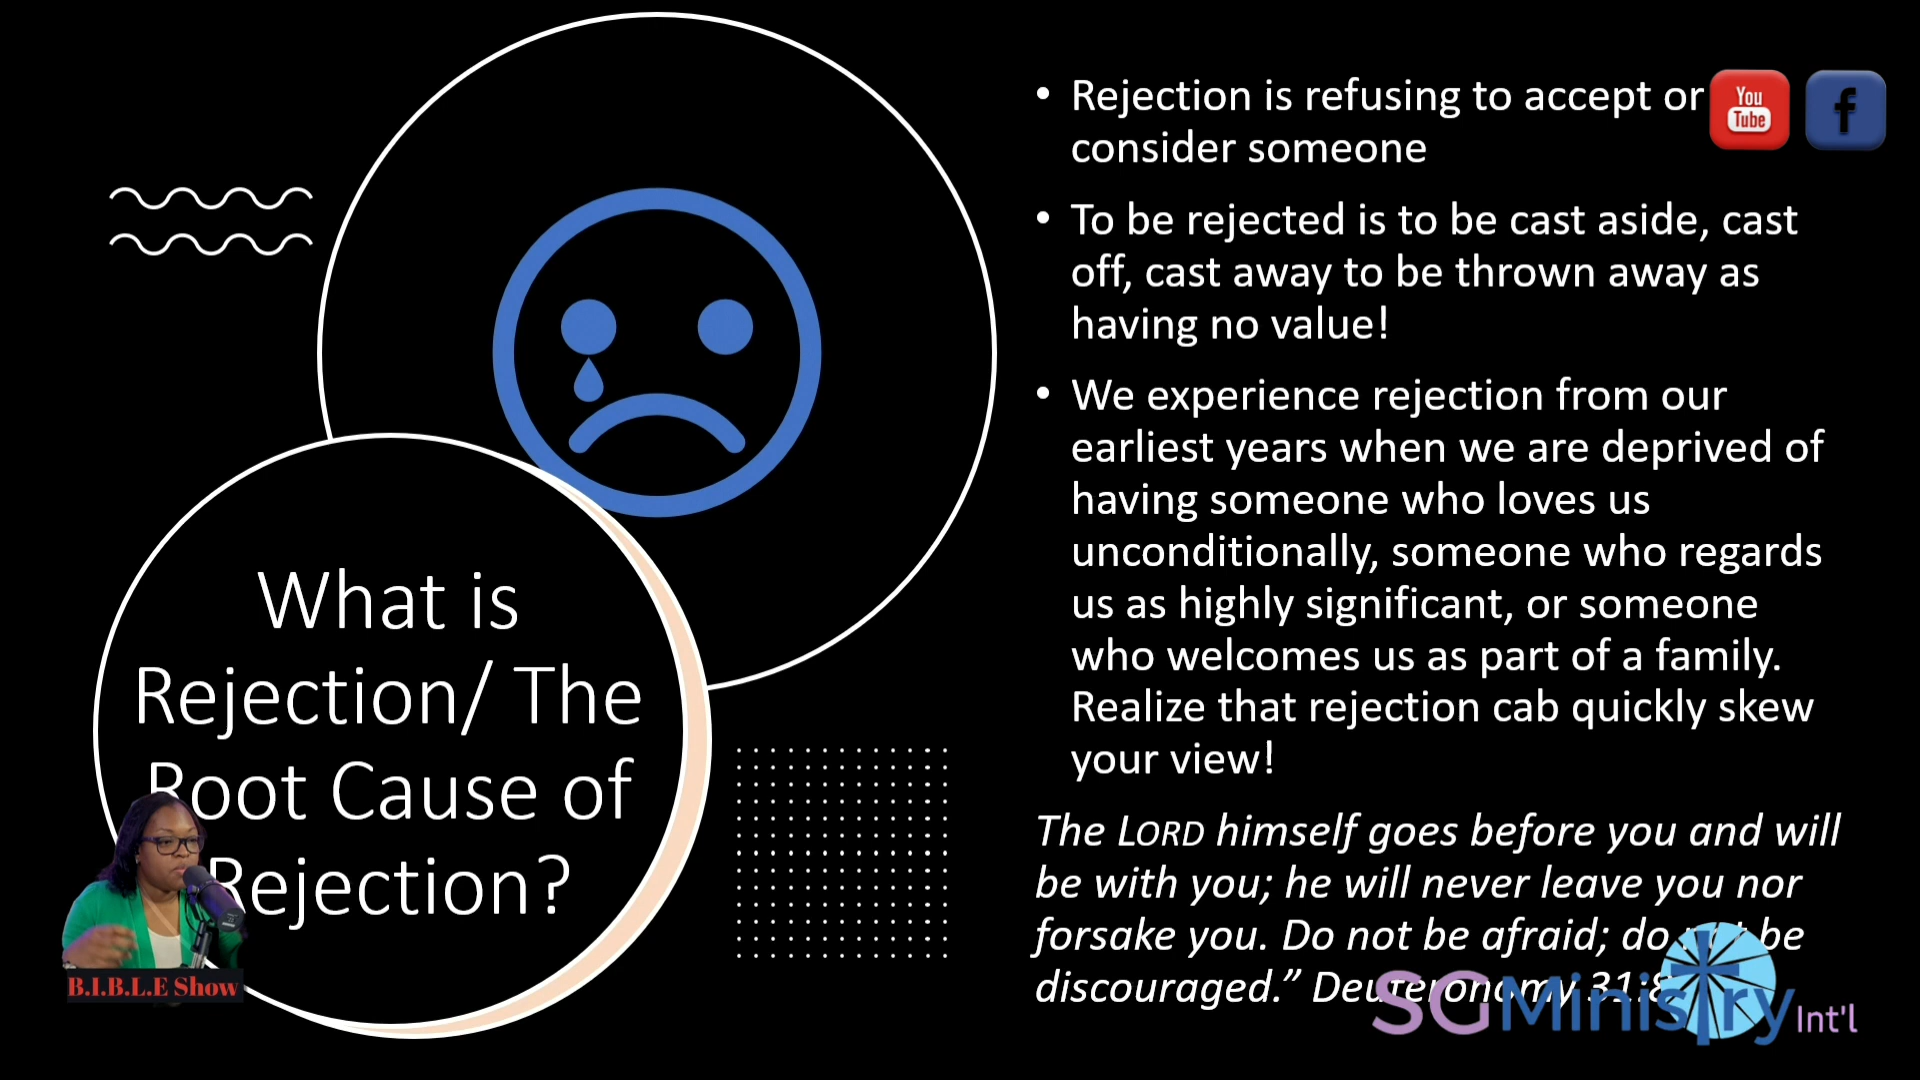 What is
Rejection/ The
Root Cause of
Rejection?
• Rejection is refusing to accept or
consider someone
• To be rejected is to be cast aside, cast
off, cast away to be thrown away as
having no value!
• We experience rejection from our
earliest years when we are deprived of
having someone who loves us
unconditionally, someone who regards
us as highly significant, or someone
who welcomes us as part of a family.
Realize that rejection cab quickly skew
your view!
The LORD himself goes before you and will
be with you; he will never leave you nor
forsake you. Do not be afraid; do not be
discouraged.” Deuteronomy 31:8
You
Tube
f
B.I.B.L.E Show
SGMinistry Int'l